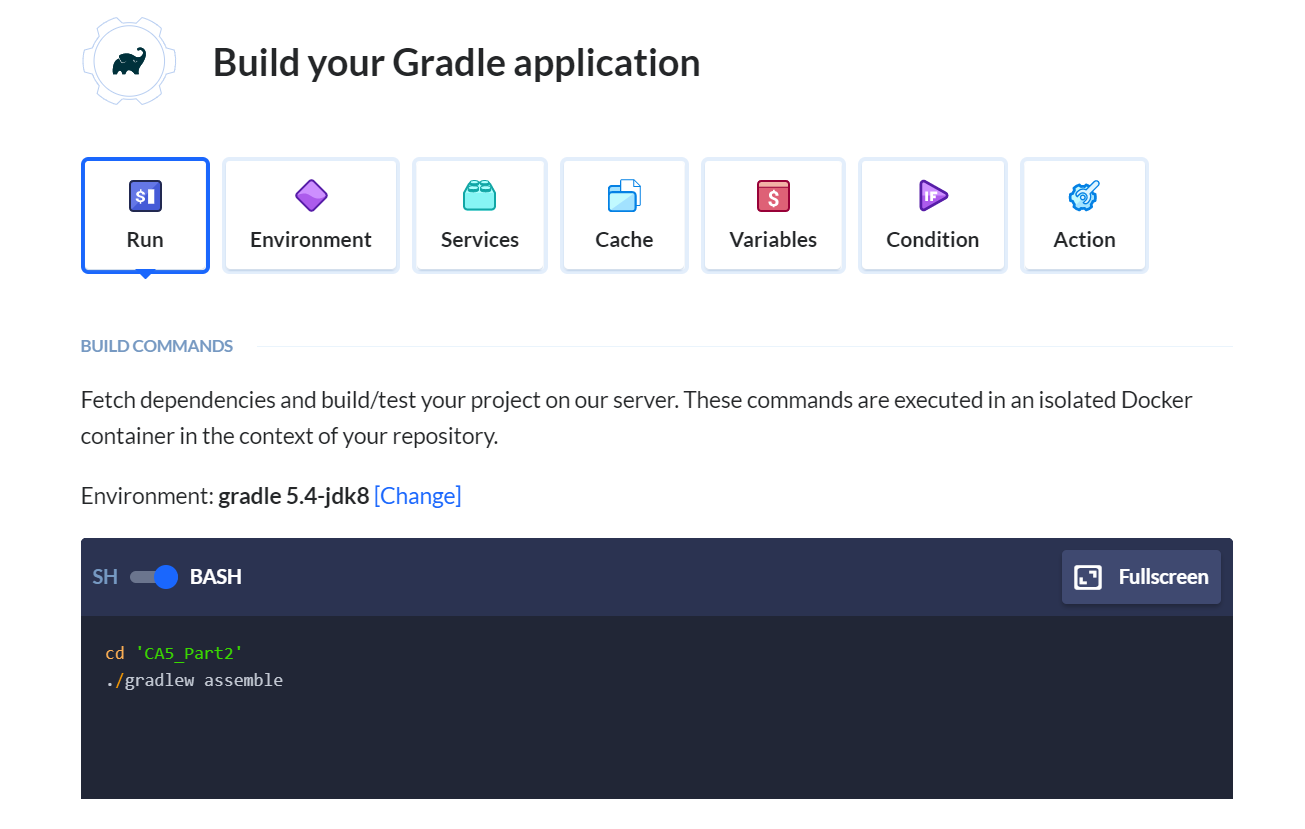 Build your Gradle application
$
Run
Environment
Services
Cache
$
Variables
IF
Condition
Action
BUILD COMMANDS
Fetch dependencies and build/test your project on our server. These commands are executed in an isolated Docker
container in the context of your repository.
Environment: gradle 5.4-jdk8 [Change]
SH BASH
Fullscreen
cd 'CA5_Part2'
./gradlew assemble